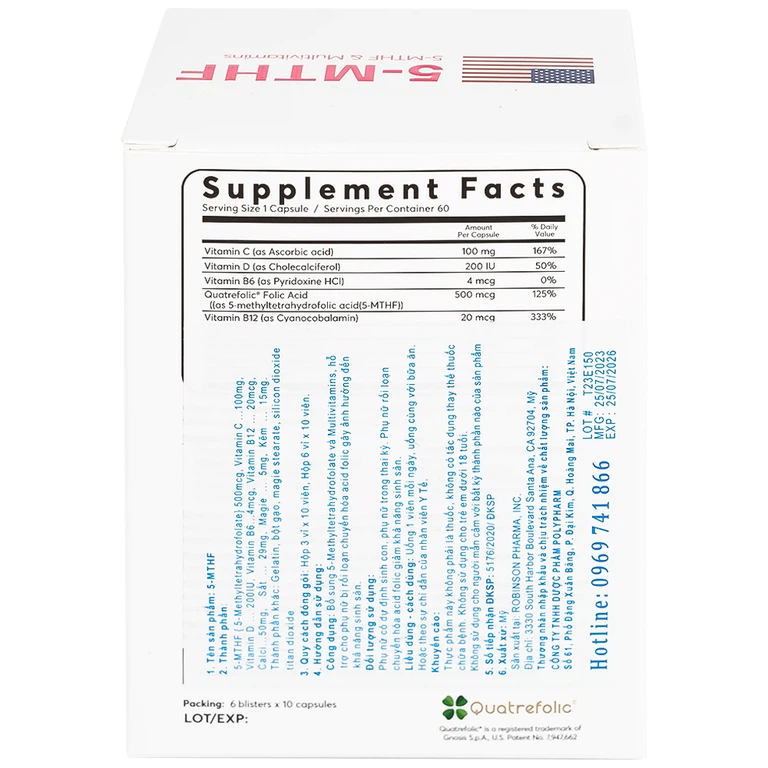 5-MTHF
5-MTHF & Multivitamins
Supplement Facts
Serving Size 1 Capsule / Servings Per Container 60
Amount Per Capsule % Daily Value
Vitamin C (as Ascorbic acid) 100 mg 167%
Vitamin D (as Cholecalciferol) 200 IU 50%
Vitamin B6 (as Pyridoxine HCl) 4 mcg 0%
Quatrefolic® Folic Acid 500 mcg 125%
((as 5-methyltetrahydrofolic acid(5-MTHF))
Vitamin B12 (as Cyanocobalamin) 20 mcg 333%
1. Tên sản phẩm: 5-MTHF
2. Thành phần
5-MTHF ( 5-Methyltetrahydrofolate) 500mcg, Vitamin C ...100mg,
Vitamin D ... 200IU, Vitamin B6...4mcg, Vitamin B12 ... 20mcg,
Calci... 50mg, Sắt ... 29mg, Magie ... 5mg, Kẽm ... 15mg.
Thành phần khác: Gelatin, bột gạo, magie stearate, silicon dioxide
titan dioxide
3. Quy cách đóng gói: Hộp 3 vỉ x 10 viên, Hộp 6 vỉ x 10 viên.
4. Hướng dẫn sử dụng:
Công dụng: Bổ sung 5-Methyltetrahydrofolate và Multivitamins, hỗ
trợ cho phụ nữ bị rối loạn chuyển hóa acid folic gây ảnh hưởng đến
khả năng sinh sản.
Đối tượng sử dụng:
Phụ nữ có dự định sinh con, phụ nữ trong thai kỳ. Phụ nữ rối loạn
chuyển hóa acid folic giảm khả năng sinh sản.
Liều dùng - cách dùng: Uống 1 viên mỗi ngày, uống cùng với bữa ăn.
Hoặc theo sự chỉ dẫn của nhân viên Y Tế.
Khuyến cáo:
Thực phẩm này không phải là thuốc, không có tác dụng thay thế thuốc
chữa bệnh. Không sử dụng cho trẻ em dưới 18 tuổi.
Không sử dụng cho người mẫn cảm với bất kỳ thành phần nào của sản phẩm
5. Số tiếp nhận ĐKSP: 5176/2020/ĐKSP
6. Xuất xứ: Mỹ
Sản xuất tại: ROBINSON PHARMA, INC.
Địa chỉ: 3330 South Harbor Boulevard Santa Ana, CA 92704, Mỹ
Thương nhân nhập khẩu và chịu trách nhiệm về chất lượng sản phẩm:
CÔNG TY TNHH DƯỢC PHẨM POLYPHARM
Số 61, Phố Đặng Xuân Bảng, P. Đại Kim, Q. Hoàng Mai, TP. Hà Nội, Việt Nam
Hotline: 0969741866
LOT # T23E150
MFG: 25/07/2023
EXP: 25/07/2026
Packing: 6 blisters x 10 capsules
LOT/EXP:
Quatrefolic®
Quatrefolic® is a registered trademark of
Gnosis S.p.A., U.S. Patent No. 7,947,662